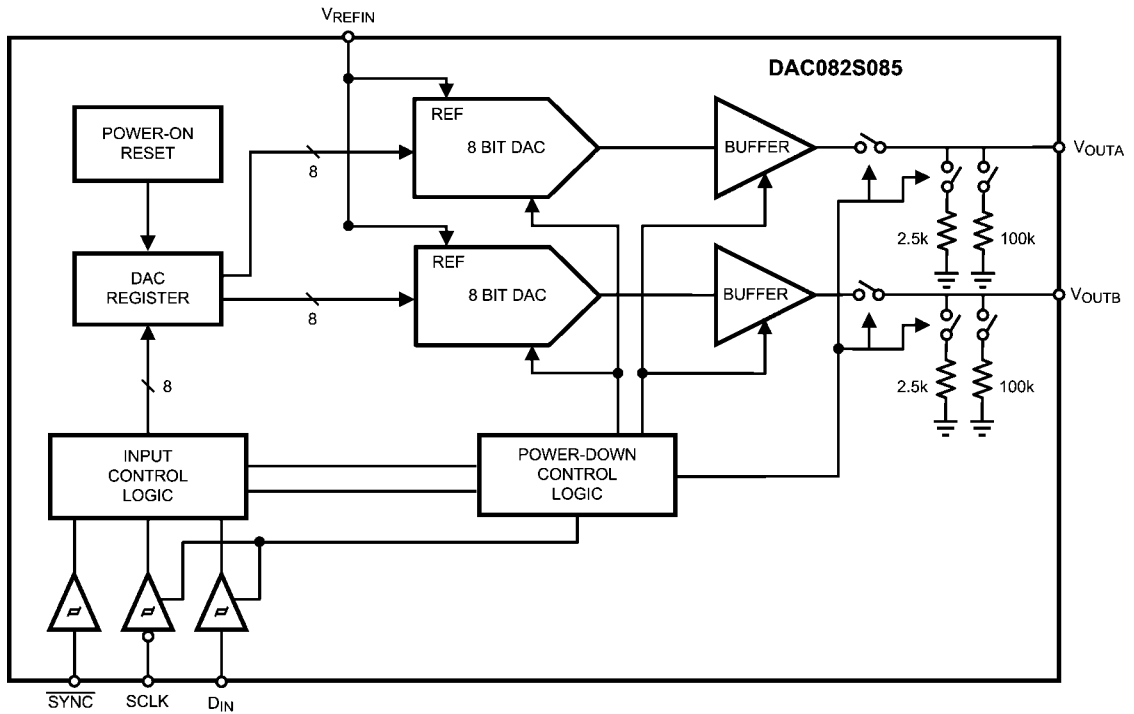 VREFIN
DAC082S085
POWER-ON
RESET
REF
8 BIT DAC
BUFFER
VOUTA
8
2.5k
100k
DAC
REGISTER
REF
8 BIT DAC
BUFFER
VOUTB
8
2.5k
100k
8
INPUT
CONTROL
LOGIC
POWER-DOWN
CONTROL
LOGIC
SYNC
SCLK
DIN